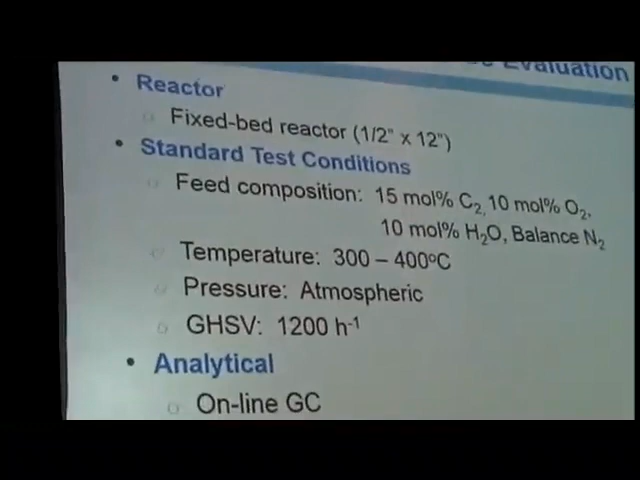 Evaluation
• Reactor
Fixed-bed reactor (1/2" x 12")
• Standard Test Conditions
Feed composition: 15 mol% C₂, 10 mol% O₂,
10 mol% H₂O, Balance N₂
Temperature: 300 – 400ºC
Pressure: Atmospheric
GHSV: 1200 h⁻¹
• Analytical
On-line GC